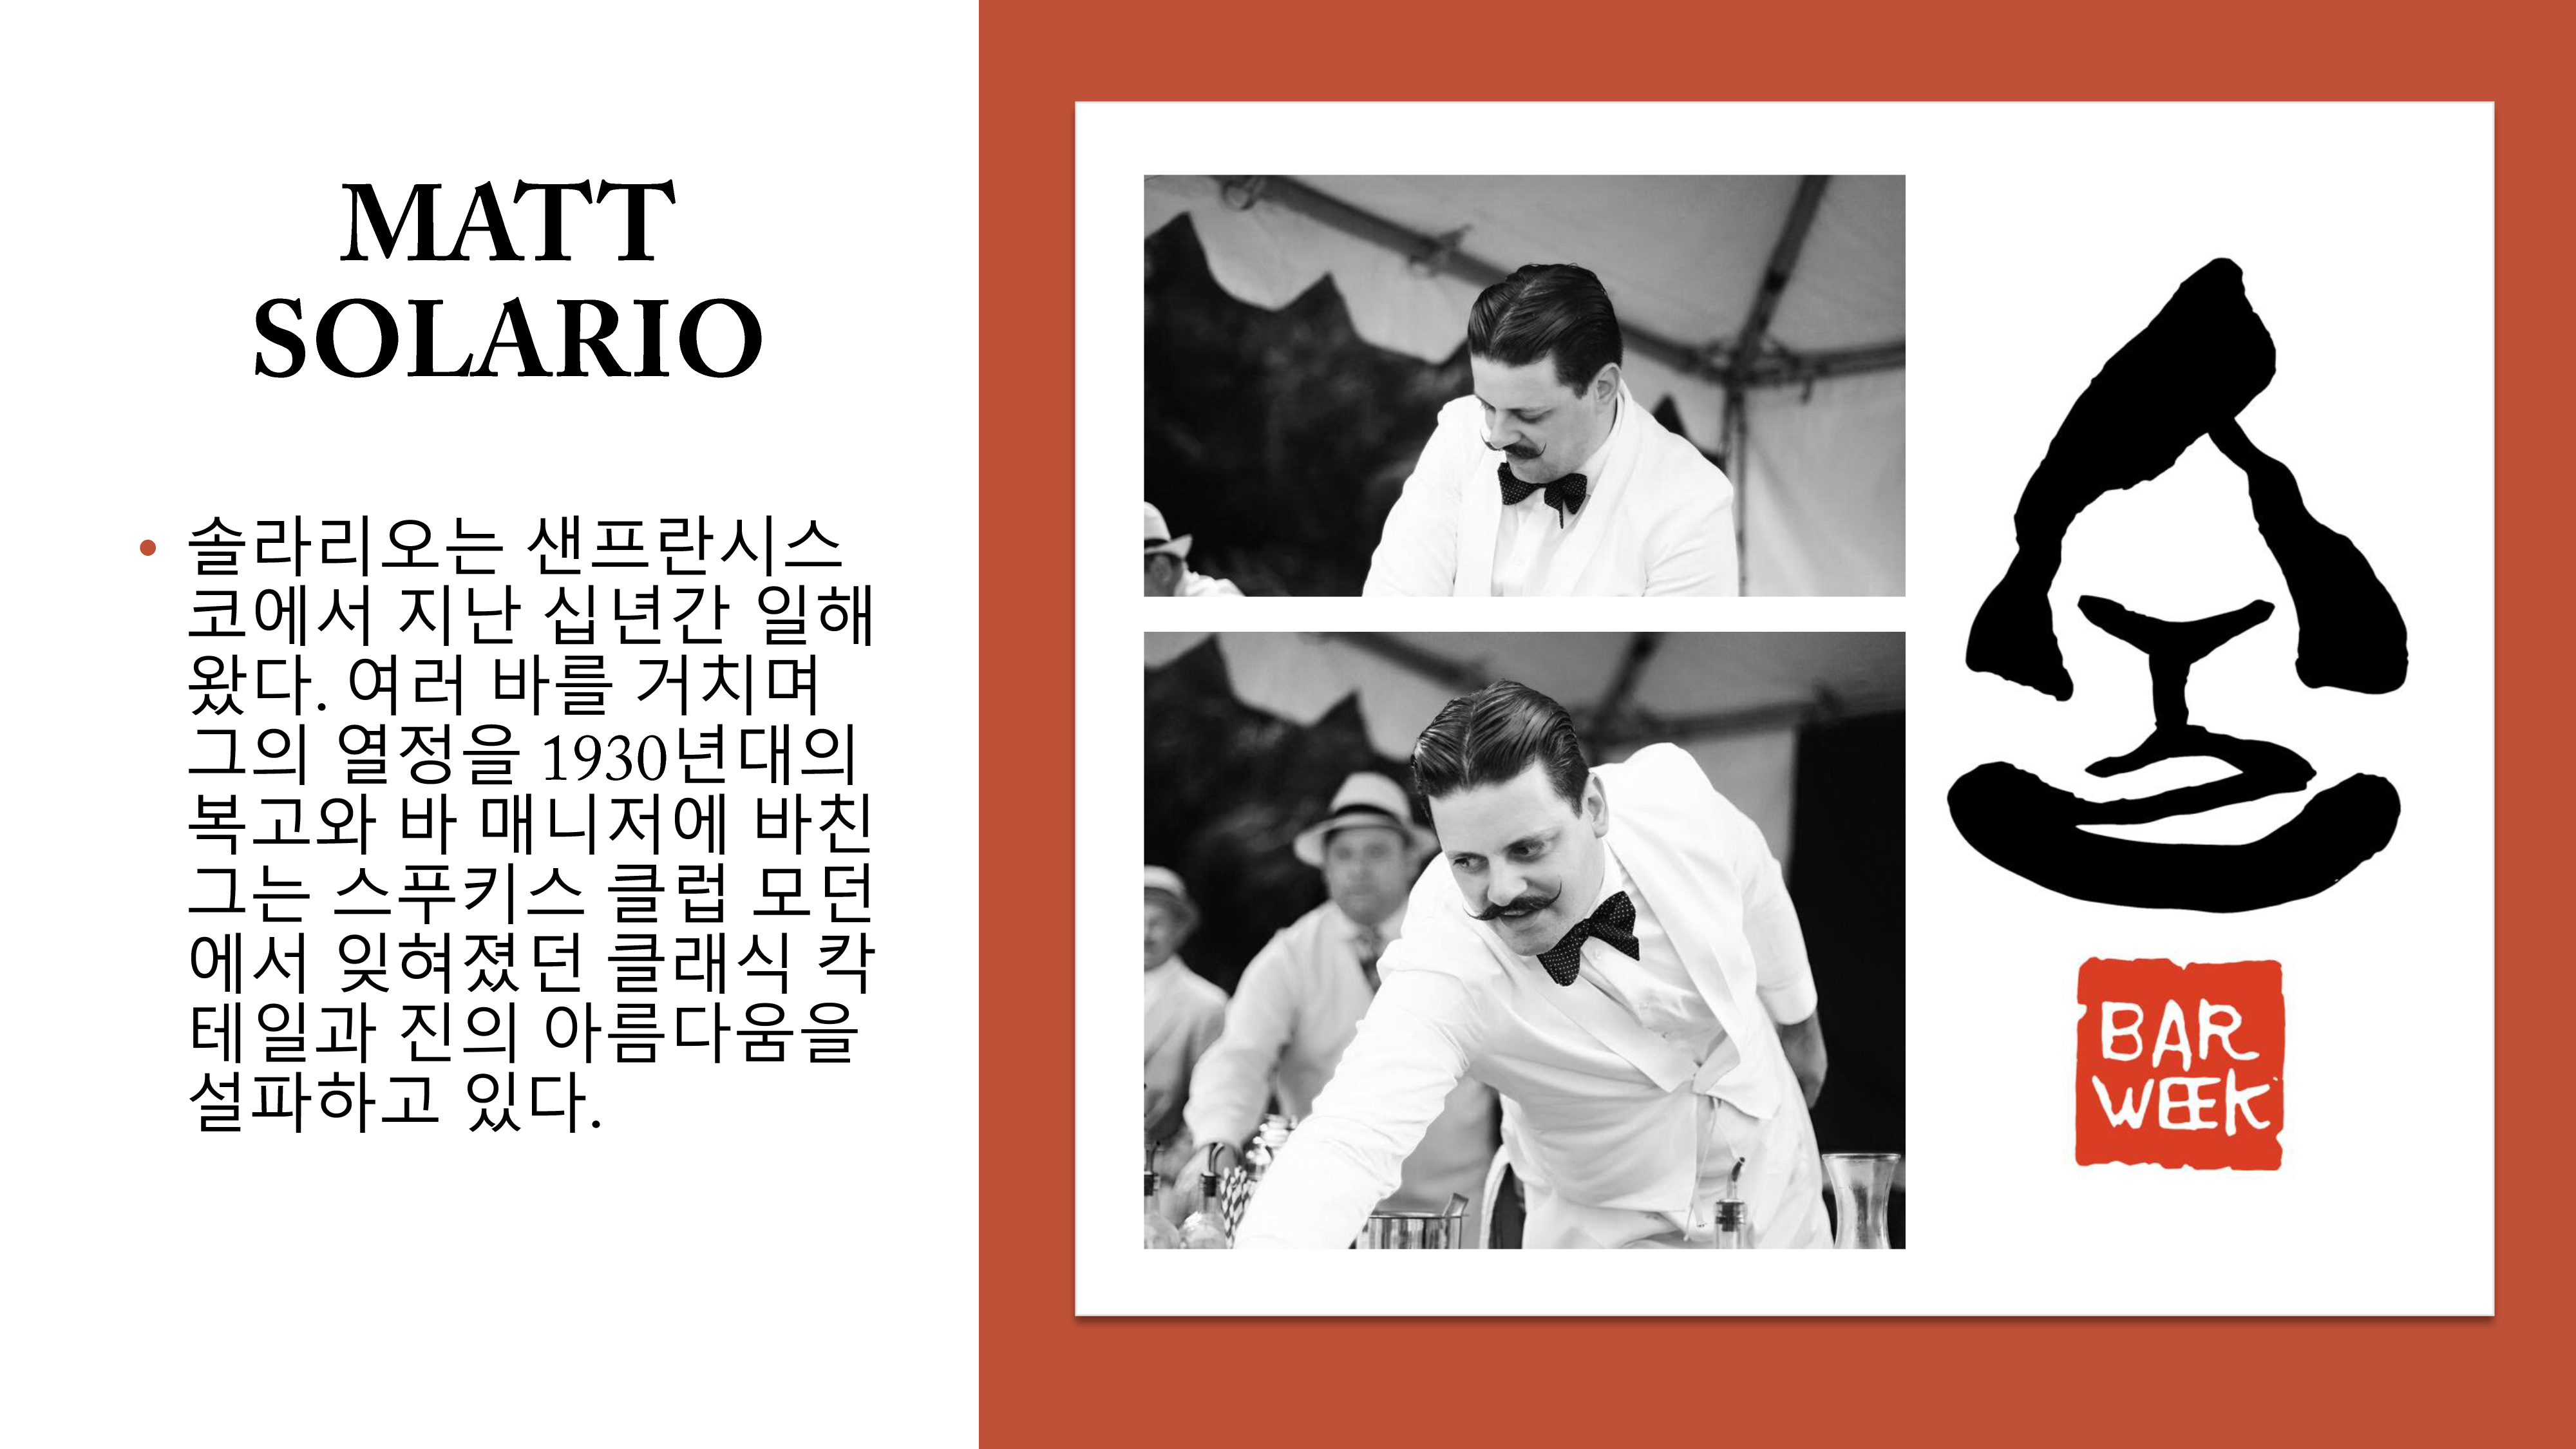 MATT
SOLARIO
• 솔라리오는 샌프란시스
코에서 지난 십년간 일해
왔다. 여러 바를 거치며
그의 열정을 1930년대의
복고와 바 매니저에 바친
그는 스푸키스 클럽 모던
에서 잊혀졌던 클래식 칵
테일과 진의 아름다움을
설파하고 있다.
BAR
WEEK